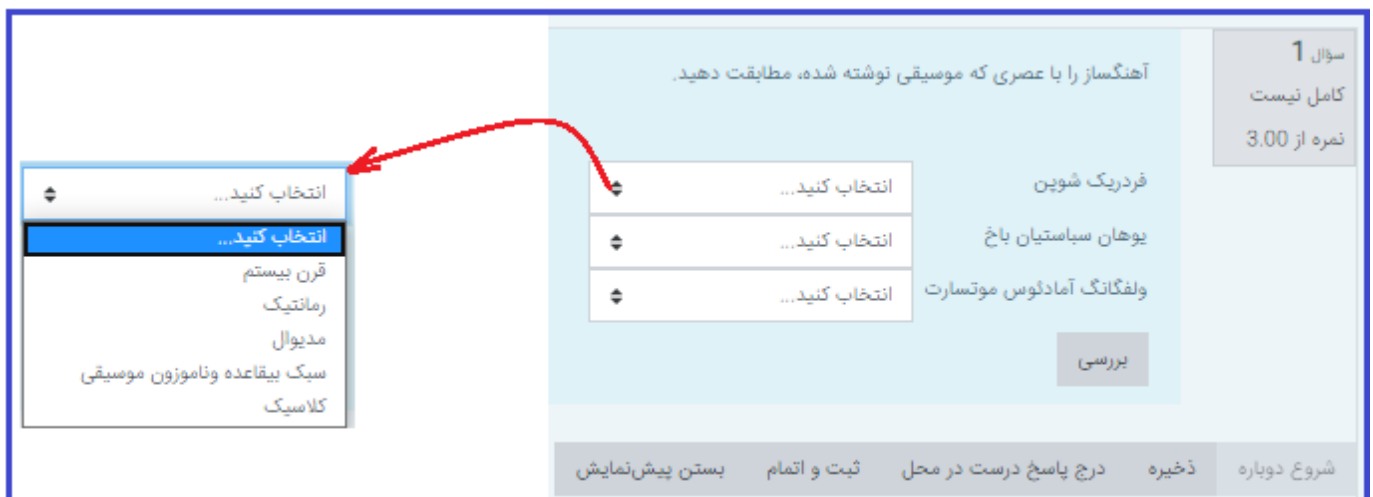 سؤال 1
کامل نیست
نمره از 3.00
آهنگساز را با عصری که موسیقی نوشته شده، مطابقت دهید.
فردریک شوپن
انتخاب کنید...
یوهان سباستیان باخ
انتخاب کنید...
ولفگانگ آمادئوس موتسارت
انتخاب کنید...
بررسی
انتخاب کنید...
انتخاب کنید...
قرن بیستم
رمانتیک
مدیوال
سبک بیقاعده وناموزون موسیقی
کلاسیک
شروع دوباره ذخیره درج پاسخ درست در محل ثبت و اتمام بستن پیش‌نمایش